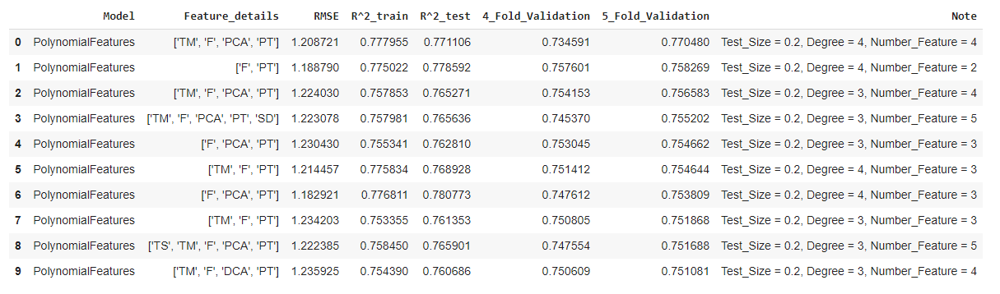 Model Feature_details RMSE R^2_train R^2_test 4_Fold_Validation 5_Fold_Validation Note
0 PolynomialFeatures ['TM', 'F', 'PCA', 'PT'] 1.208721 0.777955 0.771106 0.734591 0.770480 Test_Size = 0.2, Degree = 4, Number_Feature = 4
1 PolynomialFeatures ['F', 'PT'] 1.188790 0.775022 0.778592 0.757601 0.758269 Test_Size = 0.2, Degree = 4, Number_Feature = 2
2 PolynomialFeatures ['TM', 'F', 'PCA', 'PT'] 1.224030 0.757853 0.765271 0.754153 0.756583 Test_Size = 0.2, Degree = 3, Number_Feature = 4
3 PolynomialFeatures ['TM', 'F', 'PCA', 'PT', 'SD'] 1.223078 0.757981 0.765636 0.745370 0.755202 Test_Size = 0.2, Degree = 3, Number_Feature = 5
4 PolynomialFeatures ['F', 'PCA', 'PT'] 1.230430 0.755341 0.762810 0.753045 0.754662 Test_Size = 0.2, Degree = 3, Number_Feature = 3
5 PolynomialFeatures ['TM', 'F', 'PT'] 1.214457 0.775834 0.768928 0.751412 0.754644 Test_Size = 0.2, Degree = 4, Number_Feature = 3
6 PolynomialFeatures ['F', 'PCA', 'PT'] 1.182921 0.776811 0.780773 0.747612 0.753809 Test_Size = 0.2, Degree = 4, Number_Feature = 3
7 PolynomialFeatures ['TM', 'F', 'PT'] 1.234203 0.753355 0.761353 0.750805 0.751868 Test_Size = 0.2, Degree = 3, Number_Feature = 3
8 PolynomialFeatures ['TS', 'TM', 'F', 'PCA', 'PT'] 1.222385 0.758450 0.765901 0.747554 0.751688 Test_Size = 0.2, Degree = 3, Number_Feature = 5
9 PolynomialFeatures ['TM', 'F', 'DCA', 'PT'] 1.235925 0.754390 0.760686 0.750609 0.751081 Test_Size = 0.2, Degree = 3, Number_Feature = 4